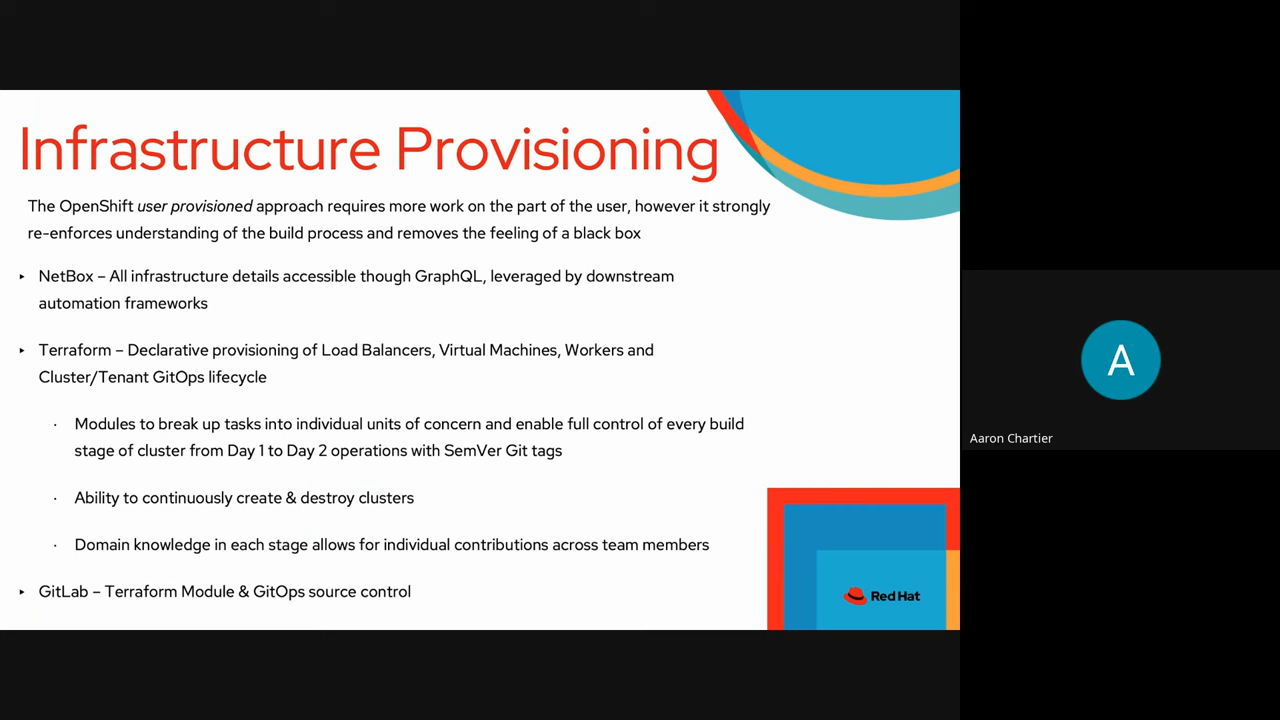 Infrastructure Provisioning
The OpenShift user provisioned approach requires more work on the part of the user, however it strongly
re-enforces understanding of the build process and removes the feeling of a black box
‣ NetBox – All infrastructure details accessible though GraphQL, leveraged by downstream
automation frameworks
‣ Terraform – Declarative provisioning of Load Balancers, Virtual Machines, Workers and
Cluster/Tenant GitOps lifecycle
· Modules to break up tasks into individual units of concern and enable full control of every build
stage of cluster from Day 1 to Day 2 operations with SemVer Git tags
· Ability to continuously create & destroy clusters
· Domain knowledge in each stage allows for individual contributions across team members
‣ GitLab – Terraform Module & GitOps source control
Red Hat
A
Aaron Chartier